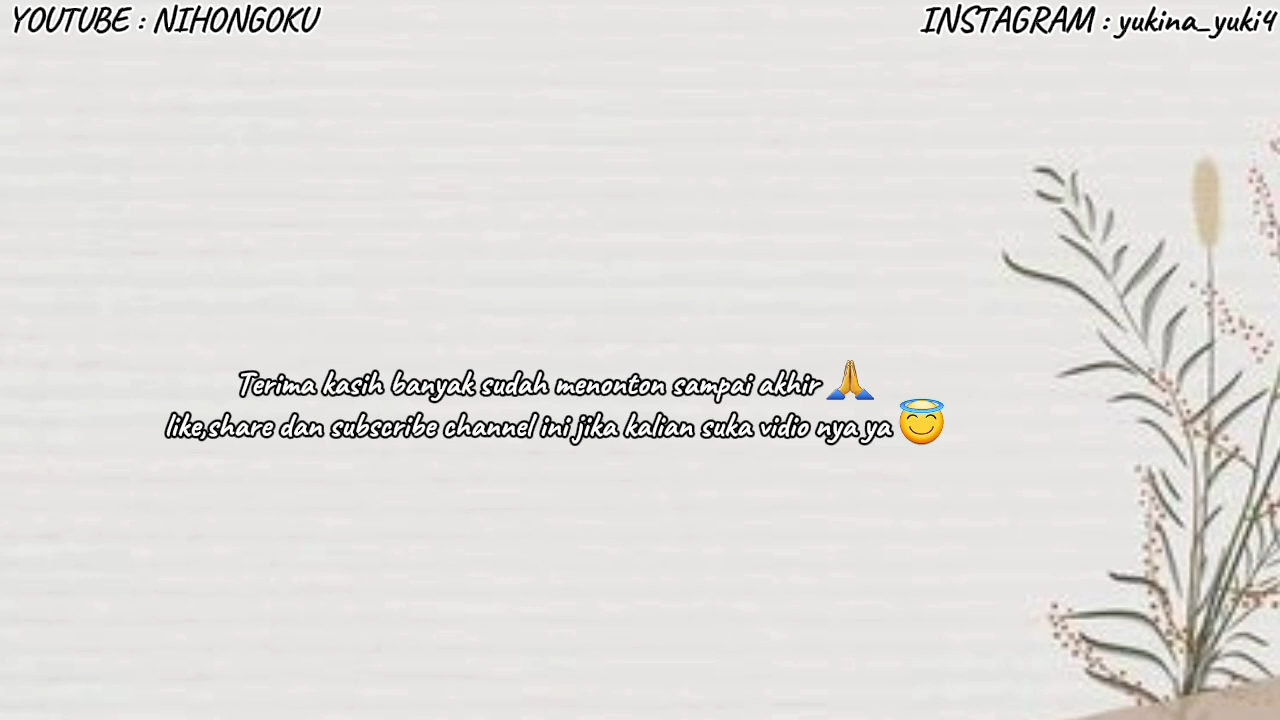 YOUTUBE : NIHONGOKU
INSTAGRAM : yukina_yuki4
Terima kasih banyak sudah menonton sampai akhir 🙏
like,share dan subscribe channel ini jika kalian suka vidio nya ya 😇